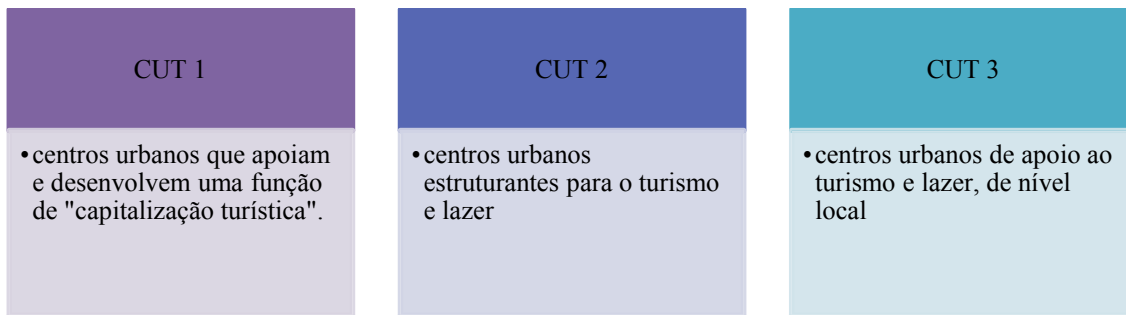 CUT 1
•centros urbanos que apoiam
e desenvolvem uma função
de "capitalização turística".
CUT 2
•centros urbanos
estruturantes para o turismo
e lazer
CUT 3
•centros urbanos de apoio ao
turismo e lazer, de nível
local